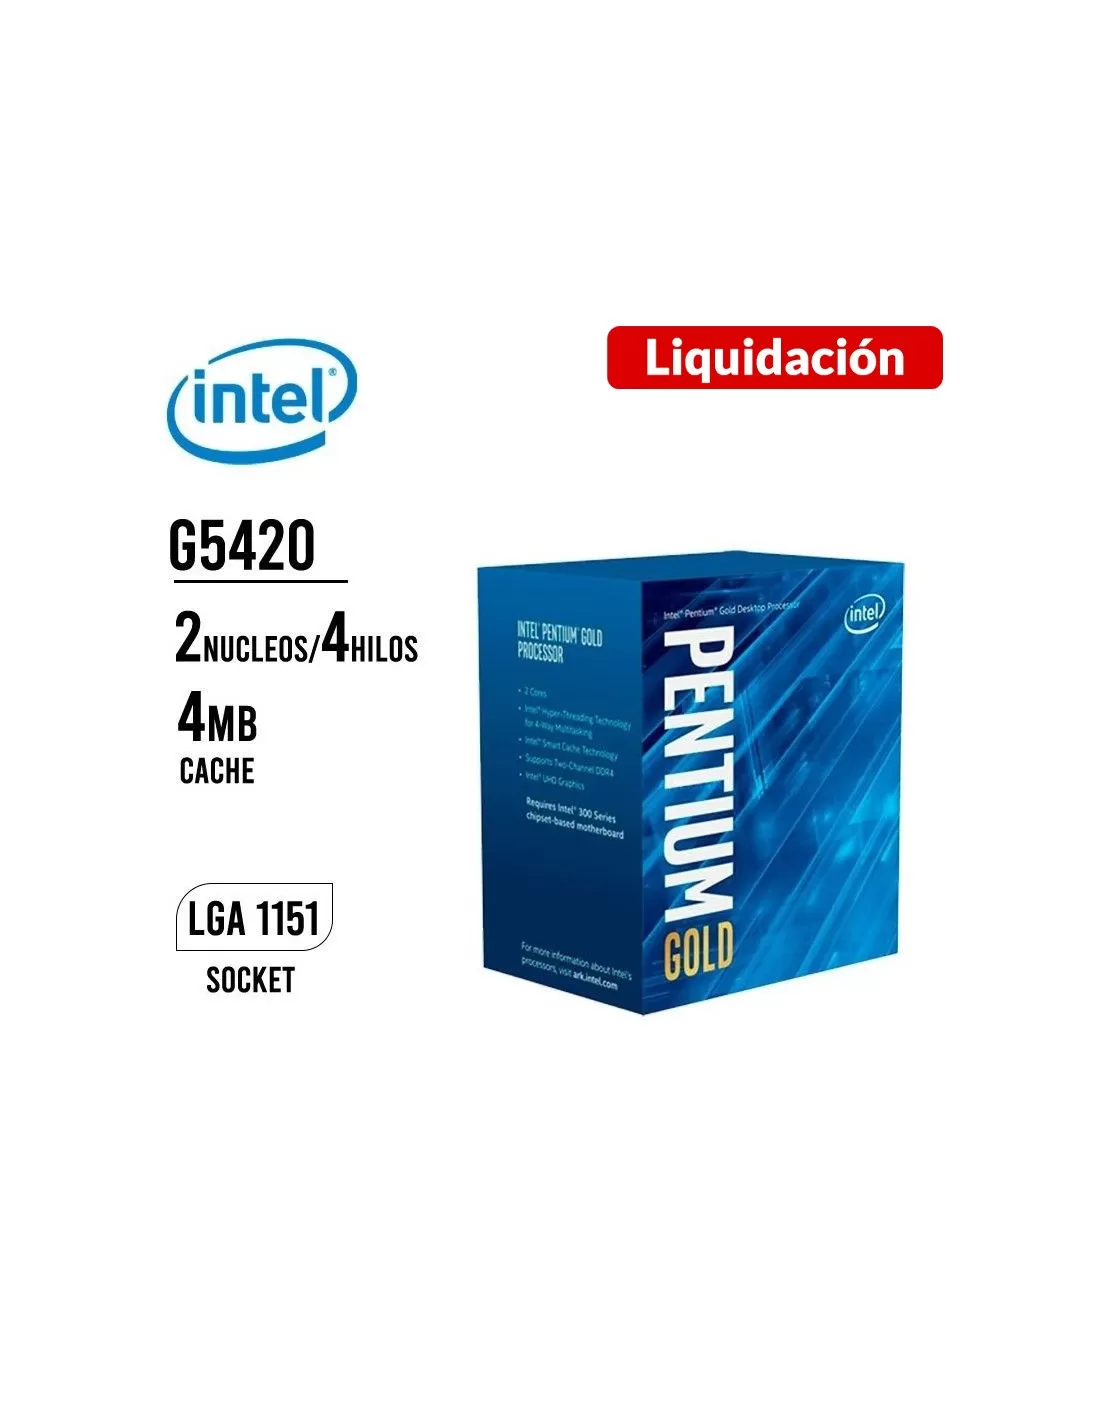 Liquidación
intel®
G5420
2NUCLEOS/4HILOS
4MB
CACHE
LGA 1151
SOCKET
INTEL® PENTIUM® GOLD
PROCESSOR
• 2 Cores
• Intel® Hyper-Threading Technology
for 4-Way Multitasking
• Intel® Smart Cache Technology
• Supports Two-Channel DDR4
• Intel® UHD Graphics
Requires Intel® 300 Series
chipset-based motherboard
For more information about Intel's
processors, visit ark.intel.com
Intel® Pentium® Gold Desktop Processor
intel
PENTIUM
GOLD